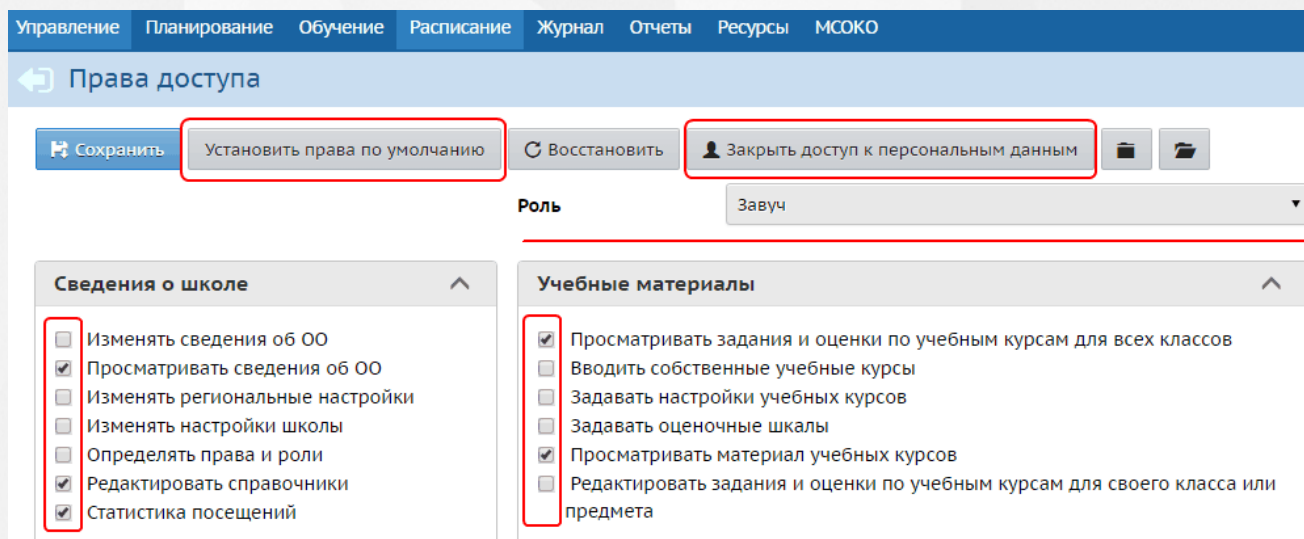 Управление Планирование Обучение Расписание Журнал Отчеты Ресурсы МСОКО
Права доступа
Сохранить Установить права по умолчанию Восстановить Закрыть доступ к персональным данным
Роль Завуч
Сведения о школе
Изменять сведения об ОО
Просматривать сведения об ОО
Изменять региональные настройки
Изменять настройки школы
Определять права и роли
Редактировать справочники
Статистика посещений
Учебные материалы
Просматривать задания и оценки по учебным курсам для всех классов
Вводить собственные учебные курсы
Задавать настройки учебных курсов
Задавать оценочные шкалы
Просматривать материал учебных курсов
Редактировать задания и оценки по учебным курсам для своего класса или
предмета